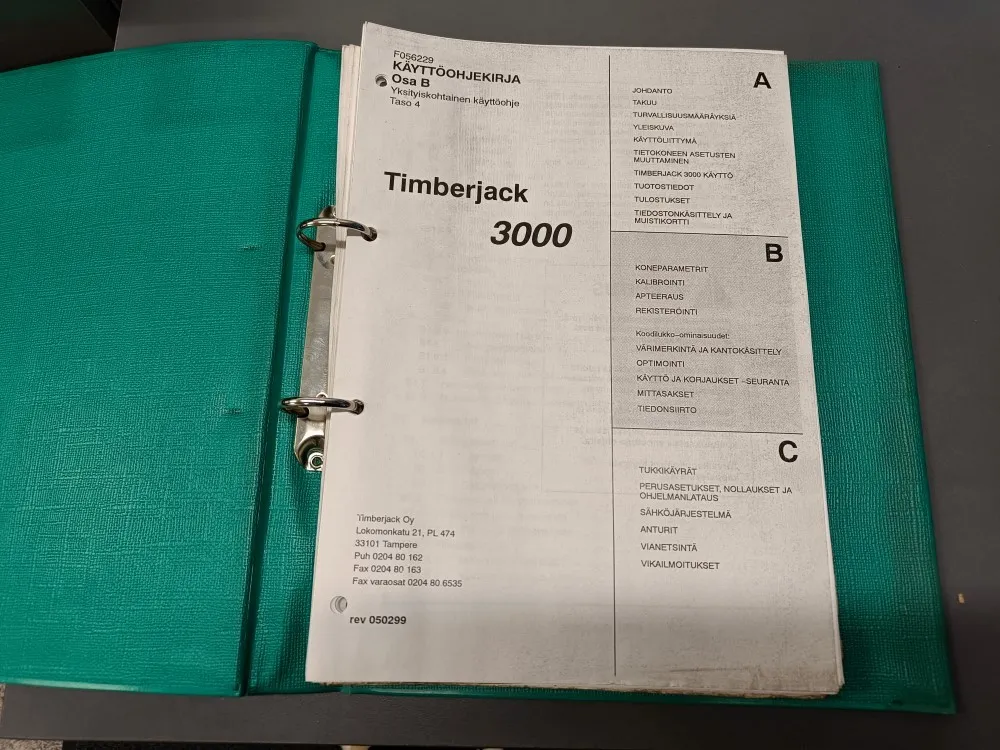 F056229
KÄYTTÖOHJEKIRJA
Osa B
Yksityiskohtainen käyttöohje
Taso 4
Timberjack
3000
Timberjack Oy
Lokomonkatu 21, PL 474
33101 Tampere
Puh 0204 80 162
Fax 0204 80 163
Fax varaosat 0204 80 6535
rev 050299
A
JOHDANTO
TAKUU
TURVALLISUUSMÄÄRÄYKSIÄ
YLEISKUVA
KÄYTTÖLIITTYMÄ
TIETOKONEEN ASETUSTEN
MUUTTAMINEN
TIMBERJACK 3000 KÄYTTÖ
TUOTOSTIEDOT
TULOSTUKSET
TIEDOSTONKÄSITTELY JA
MUISTIKORTTI
B
KONEPARAMETRIT
KALIBROINTI
APTEERAUS
REKISTERÖINTI
Koodilukko-ominaisuudet:
VÄRIMERKINTÄ JA KANTOKÄSITTELY
OPTIMOINTI
KÄYTTÖ JA KORJAUKSET -SEURANTA
MITTASAKSET
TIEDONSIIRTO
C
TUKKIKÄYRÄT
PERUSASETUKSET, NOLLAUKSET JA
OHJELMANLATAUS
SÄHKÖJÄRJESTELMÄ
ANTURIT
VIANETSINTÄ
VIKAILMOITUKSET